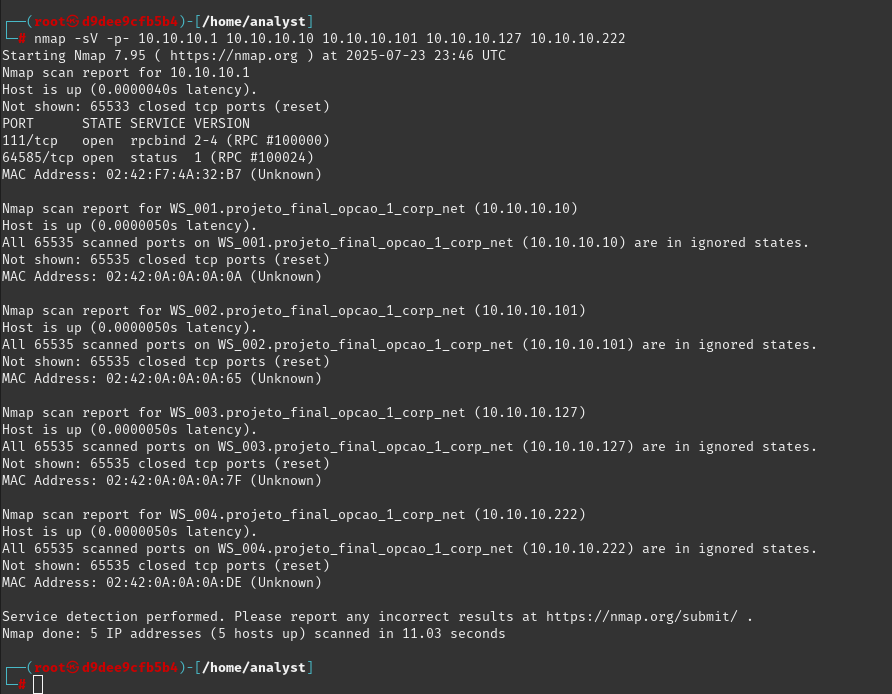 ┌──(root㉿d9dee9cfb5b4)-[/home/analyst]
└─# nmap -sV -p- 10.10.10.1 10.10.10.10 10.10.10.101 10.10.10.127 10.10.10.222
Starting Nmap 7.95 ( https://nmap.org ) at 2025-07-23 23:46 UTC
Nmap scan report for 10.10.10.1
Host is up (0.0000040s latency).
Not shown: 65533 closed tcp ports (reset)
PORT      STATE SERVICE VERSION
111/tcp   open  rpcbind 2-4 (RPC #100000)
64585/tcp open  status  1 (RPC #100024)
MAC Address: 02:42:F7:4A:32:B7 (Unknown)

Nmap scan report for WS_001.projeto_final_opcao_1_corp_net (10.10.10.10)
Host is up (0.0000050s latency).
All 65535 scanned ports on WS_001.projeto_final_opcao_1_corp_net (10.10.10.10) are in ignored states.
Not shown: 65535 closed tcp ports (reset)
MAC Address: 02:42:0A:0A:0A:0A (Unknown)

Nmap scan report for WS_002.projeto_final_opcao_1_corp_net (10.10.10.101)
Host is up (0.0000050s latency).
All 65535 scanned ports on WS_002.projeto_final_opcao_1_corp_net (10.10.10.101) are in ignored states.
Not shown: 65535 closed tcp ports (reset)
MAC Address: 02:42:0A:0A:0A:65 (Unknown)

Nmap scan report for WS_003.projeto_final_opcao_1_corp_net (10.10.10.127)
Host is up (0.0000050s latency).
All 65535 scanned ports on WS_003.projeto_final_opcao_1_corp_net (10.10.10.127) are in ignored states.
Not shown: 65535 closed tcp ports (reset)
MAC Address: 02:42:0A:0A:0A:7F (Unknown)

Nmap scan report for WS_004.projeto_final_opcao_1_corp_net (10.10.10.222)
Host is up (0.0000050s latency).
All 65535 scanned ports on WS_004.projeto_final_opcao_1_corp_net (10.10.10.222) are in ignored states.
Not shown: 65535 closed tcp ports (reset)
MAC Address: 02:42:0A:0A:0A:DE (Unknown)

Service detection performed. Please report any incorrect results at https://nmap.org/submit/ .
Nmap done: 5 IP addresses (5 hosts up) scanned in 11.03 seconds

┌──(root㉿d9dee9cfb5b4)-[/home/analyst]
└─#